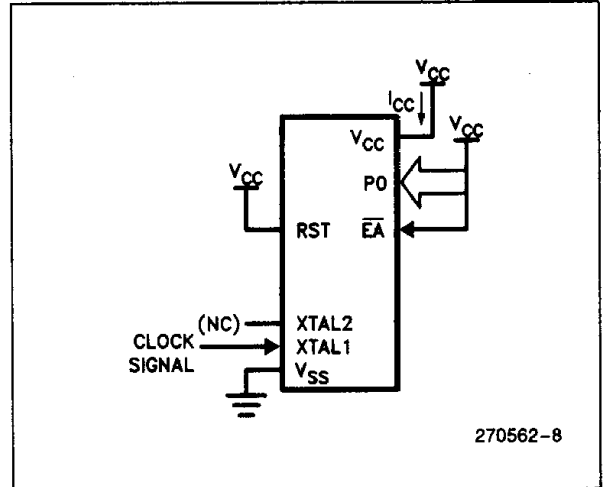 VCC
ICC
VCC
VCC
VCC
P0
RST
EA
(NC)
XTAL2
CLOCK SIGNAL
XTAL1
VSS
270562-8